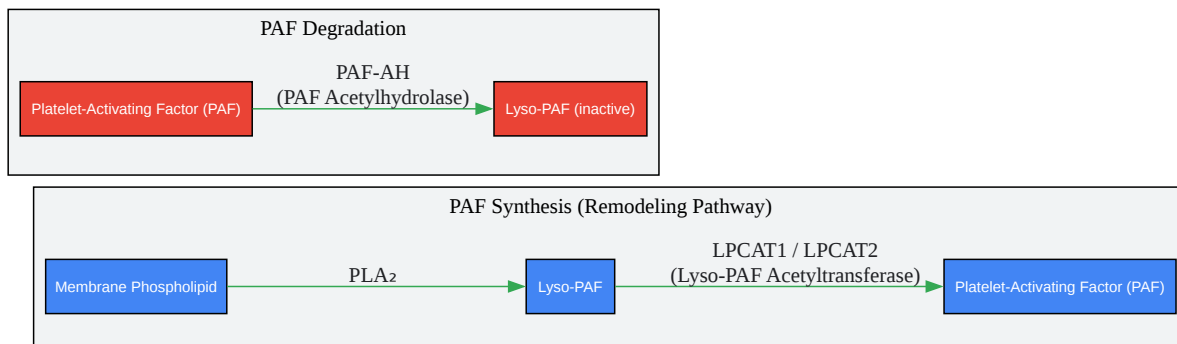 PAF Degradation
PAF-AH
(PAF Acetylhydrolase)
Platelet-Activating Factor (PAF)
Lyso-PAF (inactive)
PAF Synthesis (Remodeling Pathway)
LPCAT1 / LPCAT2
(Lyso-PAF Acetyltransferase)
Membrane Phospholipid
PLA₂
Lyso-PAF
Platelet-Activating Factor (PAF)